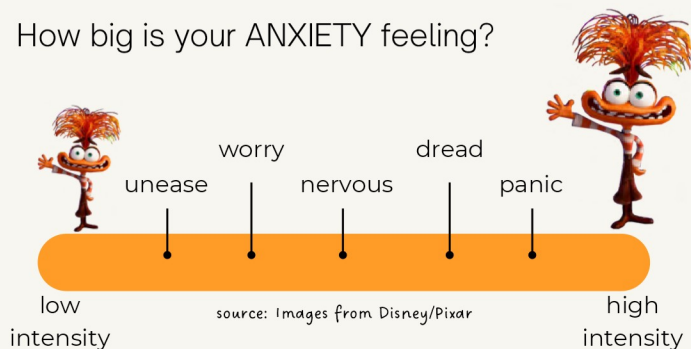 How big is your ANXIETY feeling?
worry
dread
unease
nervous
panic
low
intensity
source: Images from Disney/Pixar
high
intensity